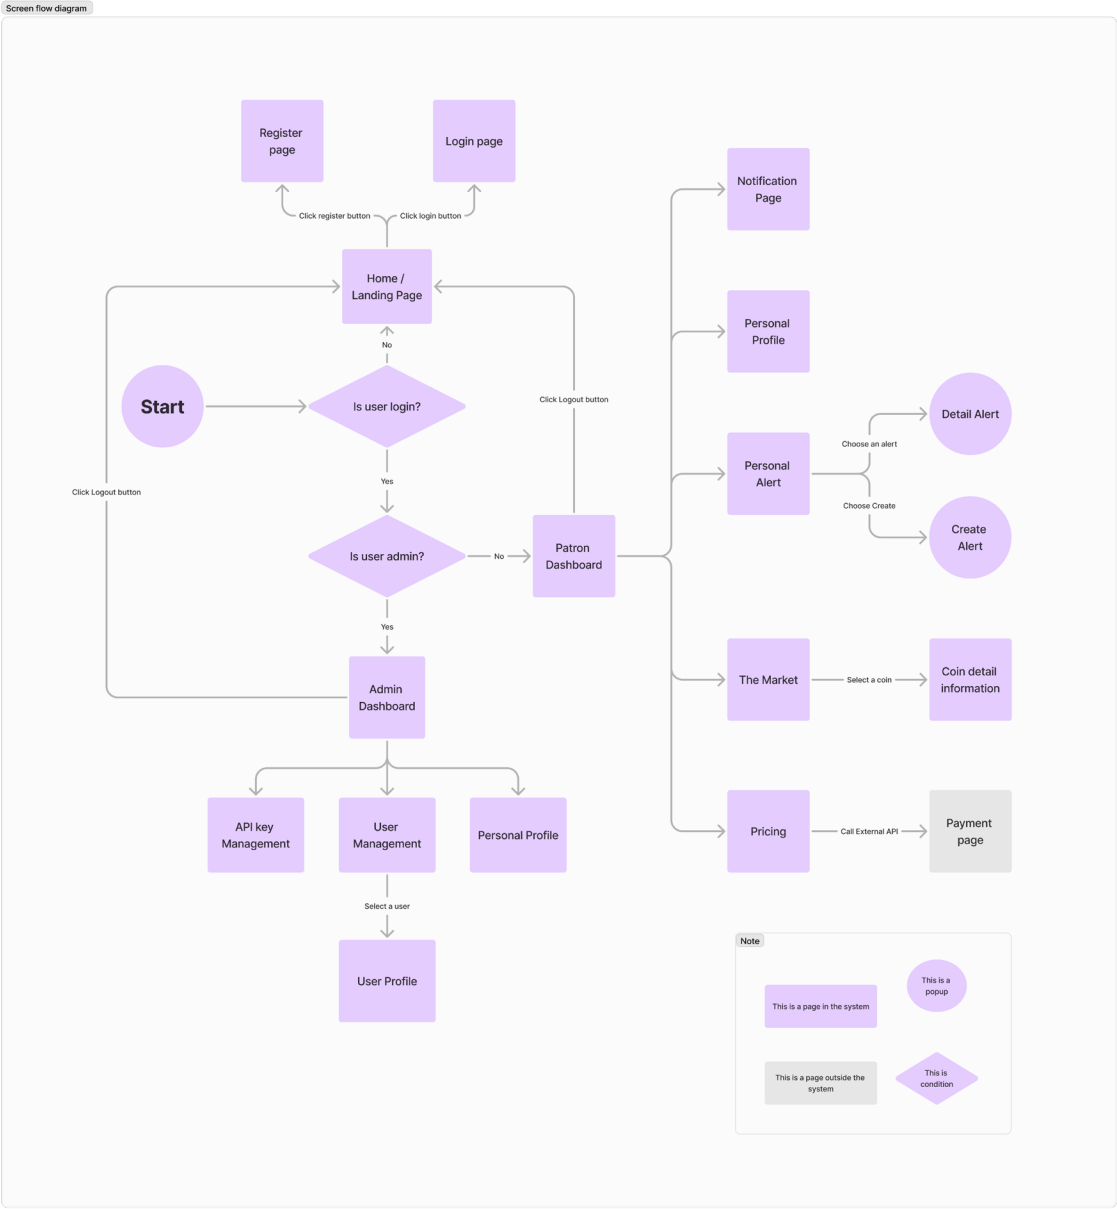 Screen flow diagram
Register
page
Login page
Click register button
Click login button
Notification
Page
Home /
Landing Page
Personal
Profile
No
Start
Is user login?
Click Logout button
Detail Alert
Choose an alert
Personal
Alert
Yes
Click Logout button
Choose Create
Create
Alert
Is user admin?
No
Patron
Dashboard
Yes
Admin
Dashboard
The Market
Select a coin
Coin detail
information
API key
Management
User
Management
Personal Profile
Pricing
Call External API
Payment
page
Select a user
User Profile
Note
This is a
popup
This is a page in the system
This is a page outside the
system
This is
condition